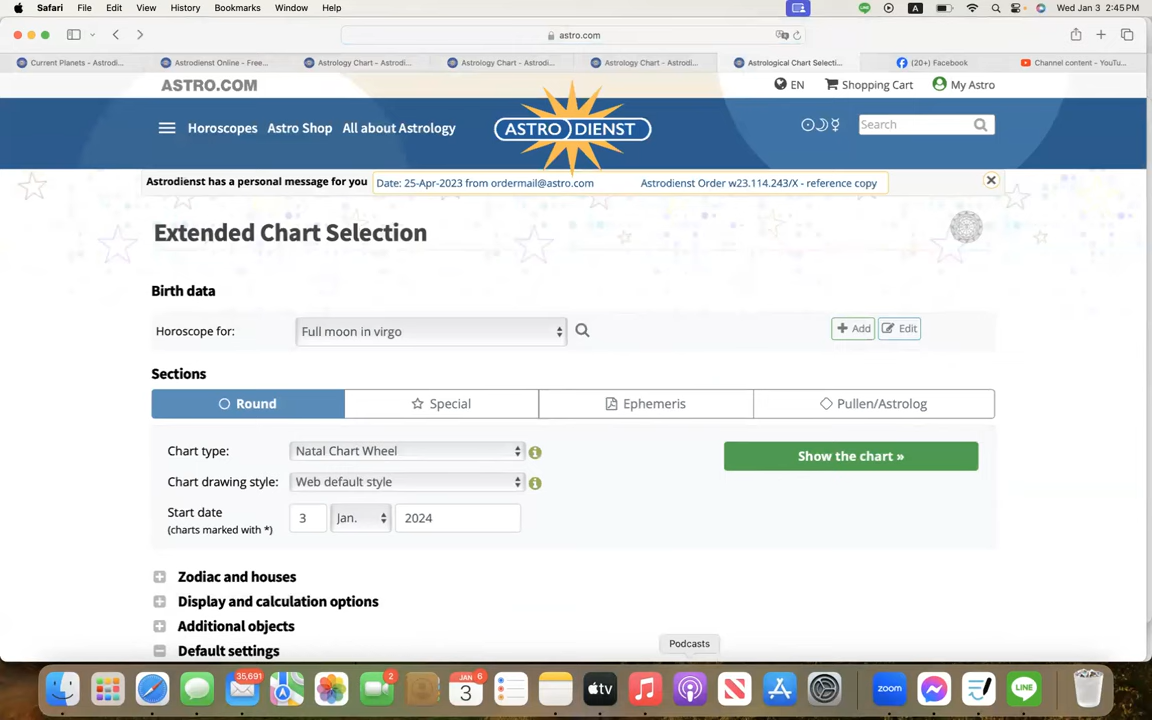 Safari File Edit View History Bookmarks Window Help A Wed Jan 3 2:45 PM
astro.com
Current Planets - Astrodi... Astrodienst Online - Free... Astrology Chart - Astrodi... Astrology Chart - Astrodi... Astrology Chart - Astrodi... Astrological Chart Selecti... (20+) Facebook Channel content - YouTu...
ASTRO.COM EN Shopping Cart My Astro
Horoscopes Astro Shop All about Astrology ASTRO DIENST Search
Astrodienst has a personal message for you Date: 25-Apr-2023 from ordermail@astro.com Astrodienst Order w23.114.243/X - reference copy
Extended Chart Selection
Birth data
Horoscope for: Full moon in virgo Add Edit
Sections
Round Special Ephemeris Pullen/Astrolog
Chart type: Natal Chart Wheel Show the chart »
Chart drawing style: Web default style
Start date 3 Jan. 2024
(charts marked with *)
Zodiac and houses
Display and calculation options
Additional objects
Default settings
Podcasts
35,691 2 JAN 6
3 tv zoom LINE